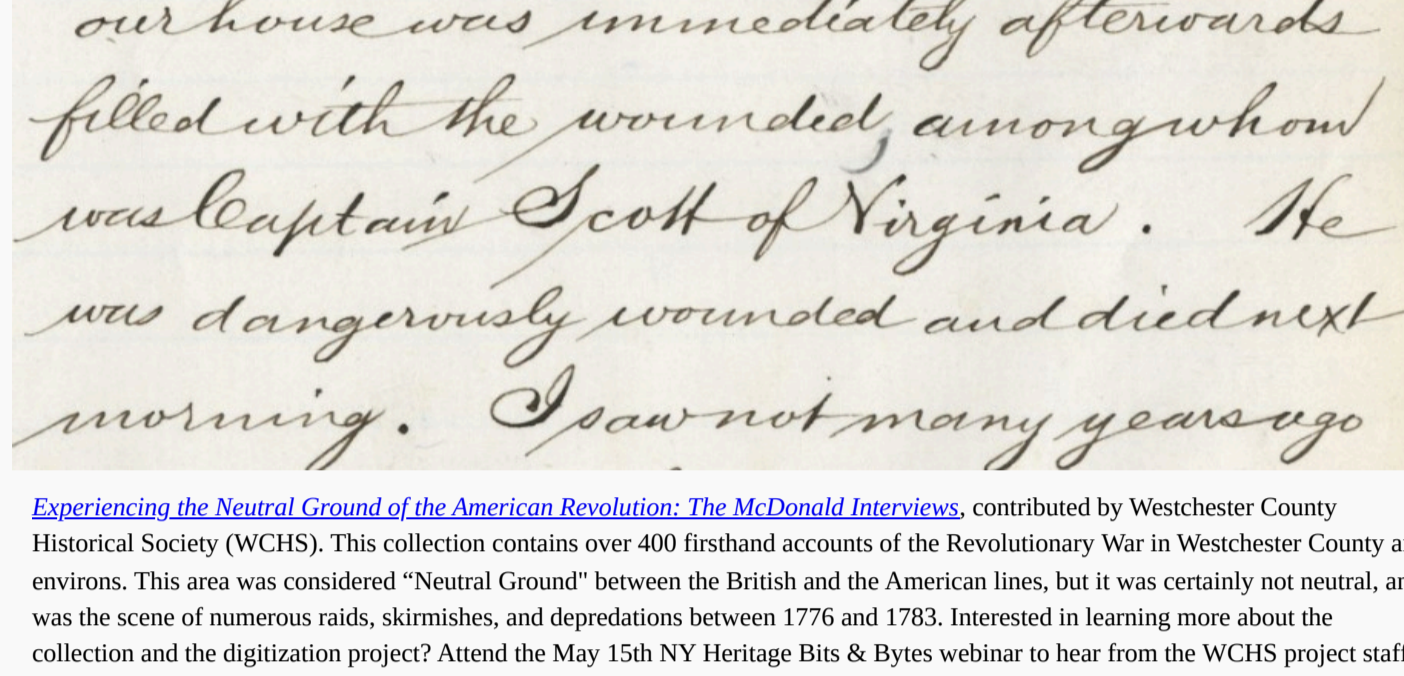 our house was immediately afterwards
filled with the wounded, among whom
was Captain Scott of Virginia. He
was dangerously wounded and died next
morning. I saw not many years ago
Experiencing the Neutral Ground of the American Revolution: The McDonald Interviews, contributed by Westchester County
Historical Society (WCHS). This collection contains over 400 firsthand accounts of the Revolutionary War in Westchester County
environs. This area was considered “Neutral Ground" between the British and the American lines, but it was certainly not neutral,
was the scene of numerous raids, skirmishes, and depredations between 1776 and 1783. Interested in learning more about the
collection and the digitization project? Attend the May 15th NY Heritage Bits & Bytes webinar to hear from the WCHS project staff